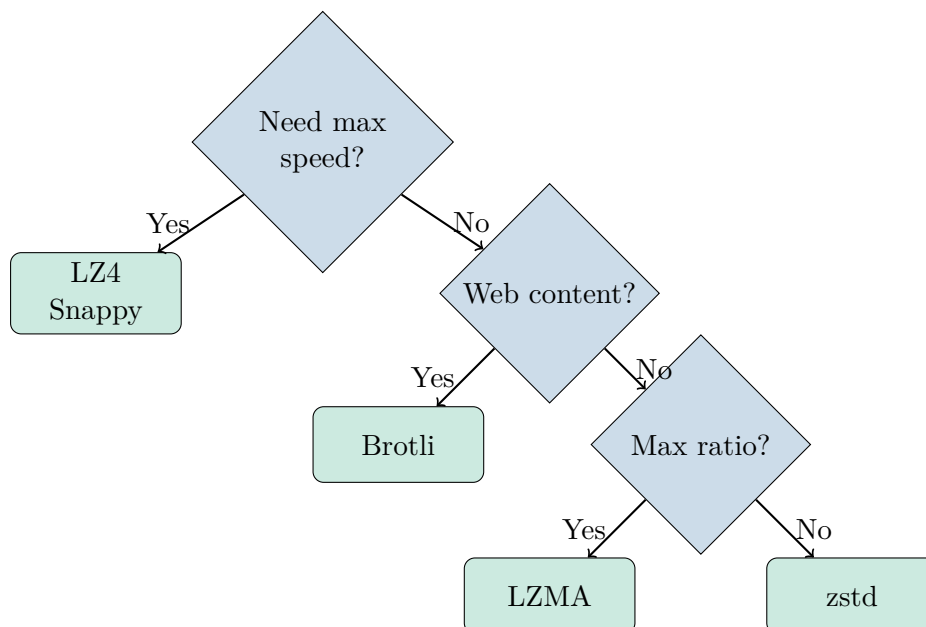 Need max
speed?
Yes
No
LZ4
Snappy
Web content?
Yes
No
Brotli
Max ratio?
Yes
No
LZMA
zstd